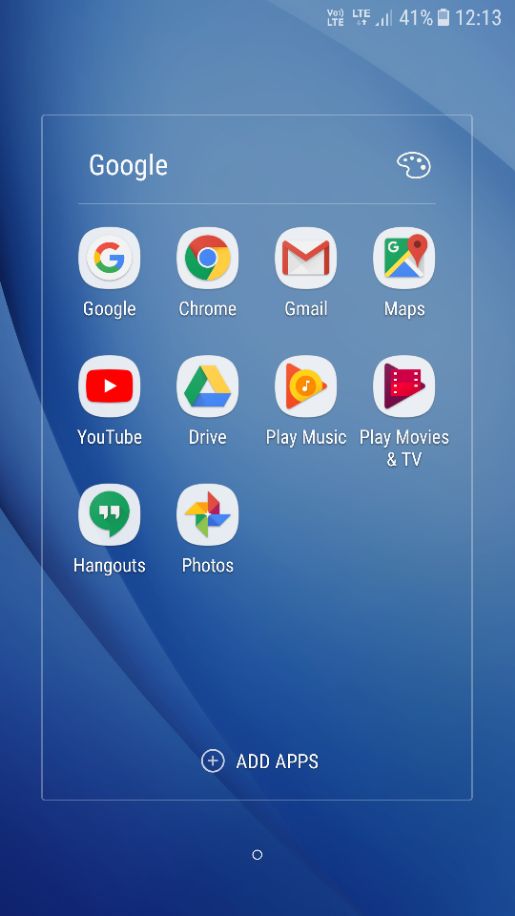 Vo)) LTE LTE 41% 12:13
Google
Google Chrome Gmail Maps
YouTube Drive Play Music Play Movies
& TV
Hangouts Photos
ADD APPS